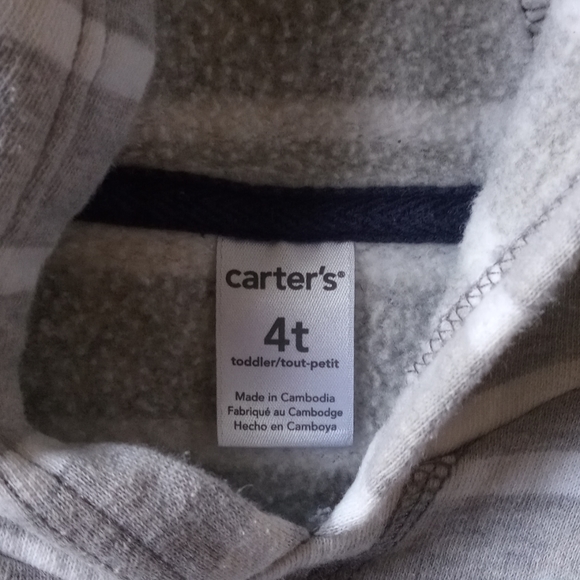 carter's®
4t
toddler/tout-petit
Made in Cambodia
Fabriqué au Cambodge
Hecho en Camboya